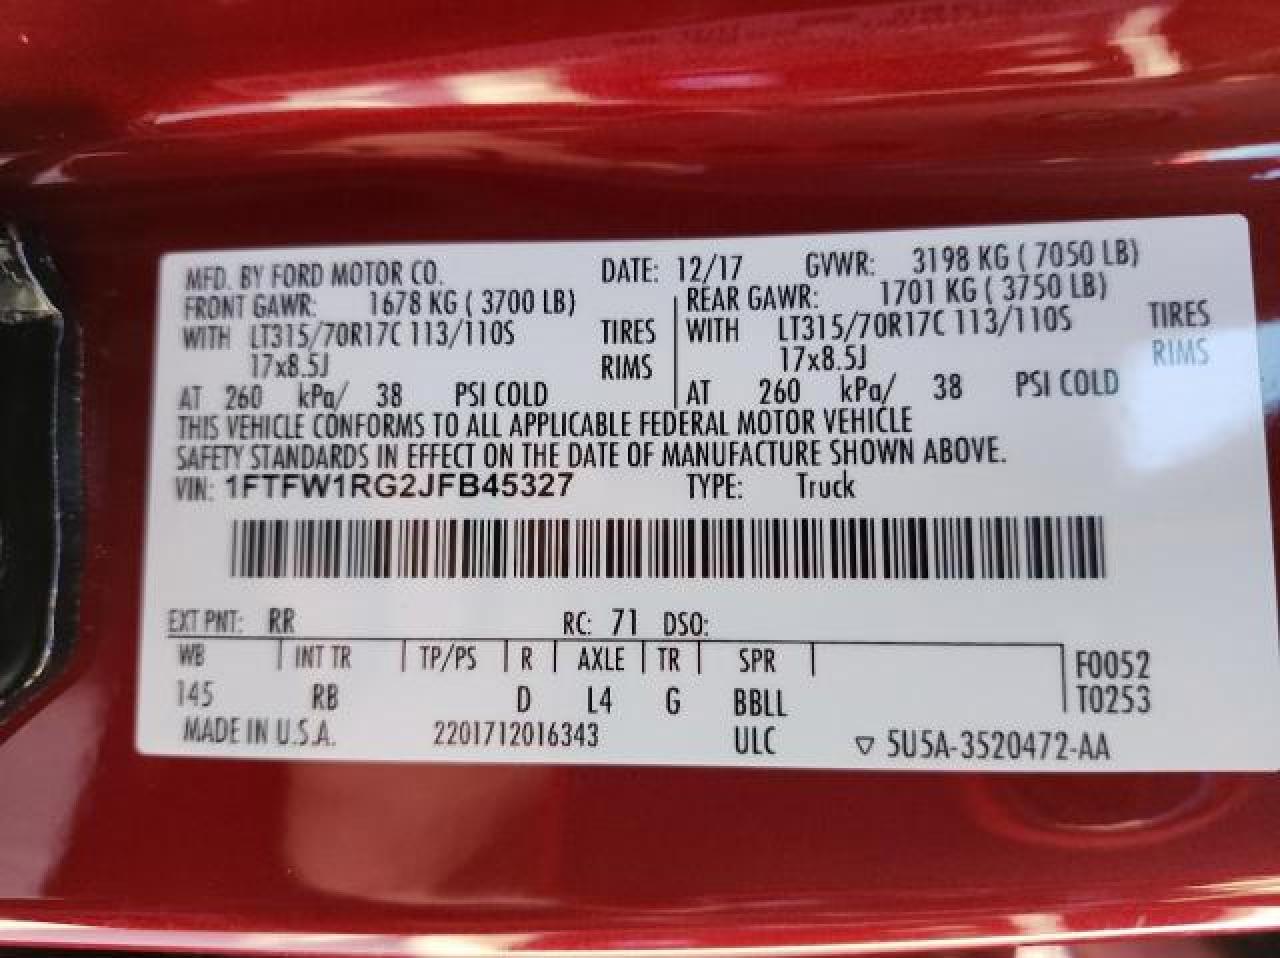 MFD. BY FORD MOTOR CO. DATE: 12/17 GVWR: 3198 KG ( 7050 LB)
FRONT GAWR: 1678 KG ( 3700 LB) REAR GAWR: 1701 KG ( 3750 LB)
WITH LT315/70R17C 113/110S TIRES WITH LT315/70R17C 113/110S TIRES
17x8.5J RIMS 17x8.5J RIMS
AT 260 kPa/ 38 PSI COLD AT 260 kPa/ 38 PSI COLD
THIS VEHICLE CONFORMS TO ALL APPLICABLE FEDERAL MOTOR VEHICLE
SAFETY STANDARDS IN EFFECT ON THE DATE OF MANUFACTURE SHOWN ABOVE.
VIN: 1FTFW1RG2JFB45327 TYPE: Truck
EXT PNT: RR RC: 71 DSO:
WB INT TR TP/PS R AXLE TR SPR F0052
145 RB D L4 G BBLL T0253
MADE IN U.S.A. 2201712016343 ULC ▽ 5U5A-3520472-AA